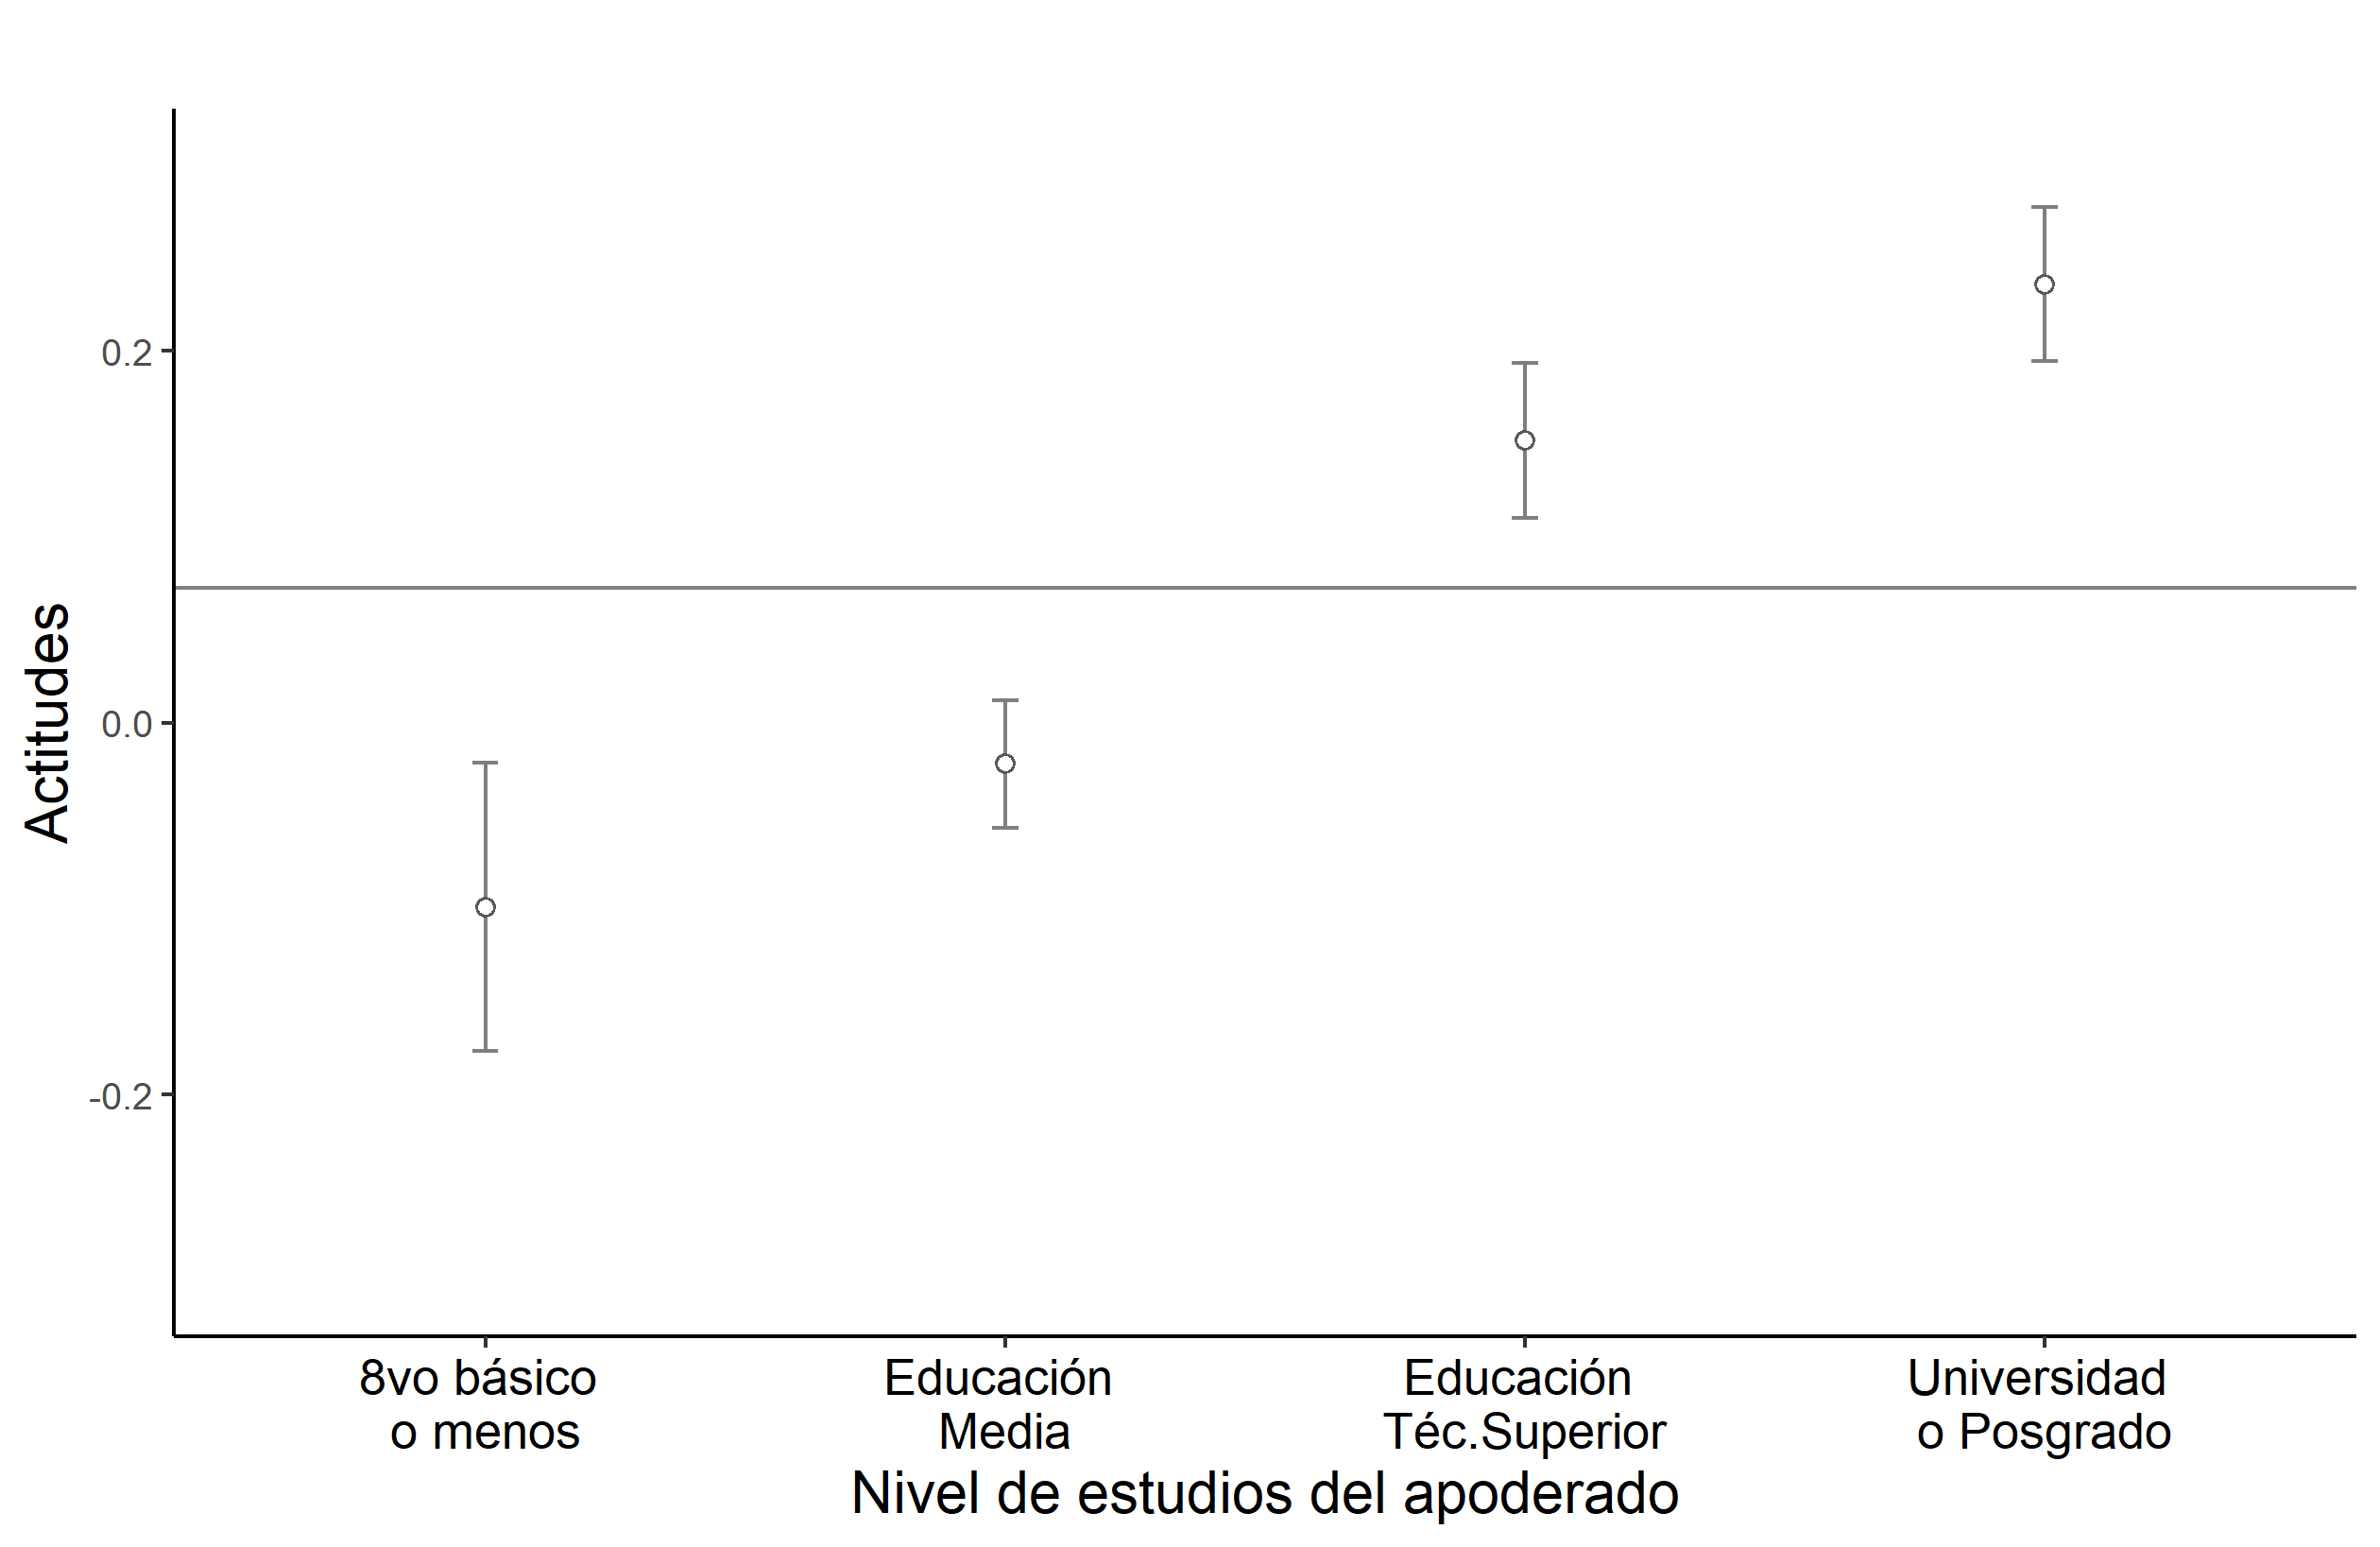 Actitudes
0.2
0.0
-0.2
8vo básico
o menos
Educación
Media
Educación
Téc.Superior
Universidad
o Posgrado
Nivel de estudios del apoderado